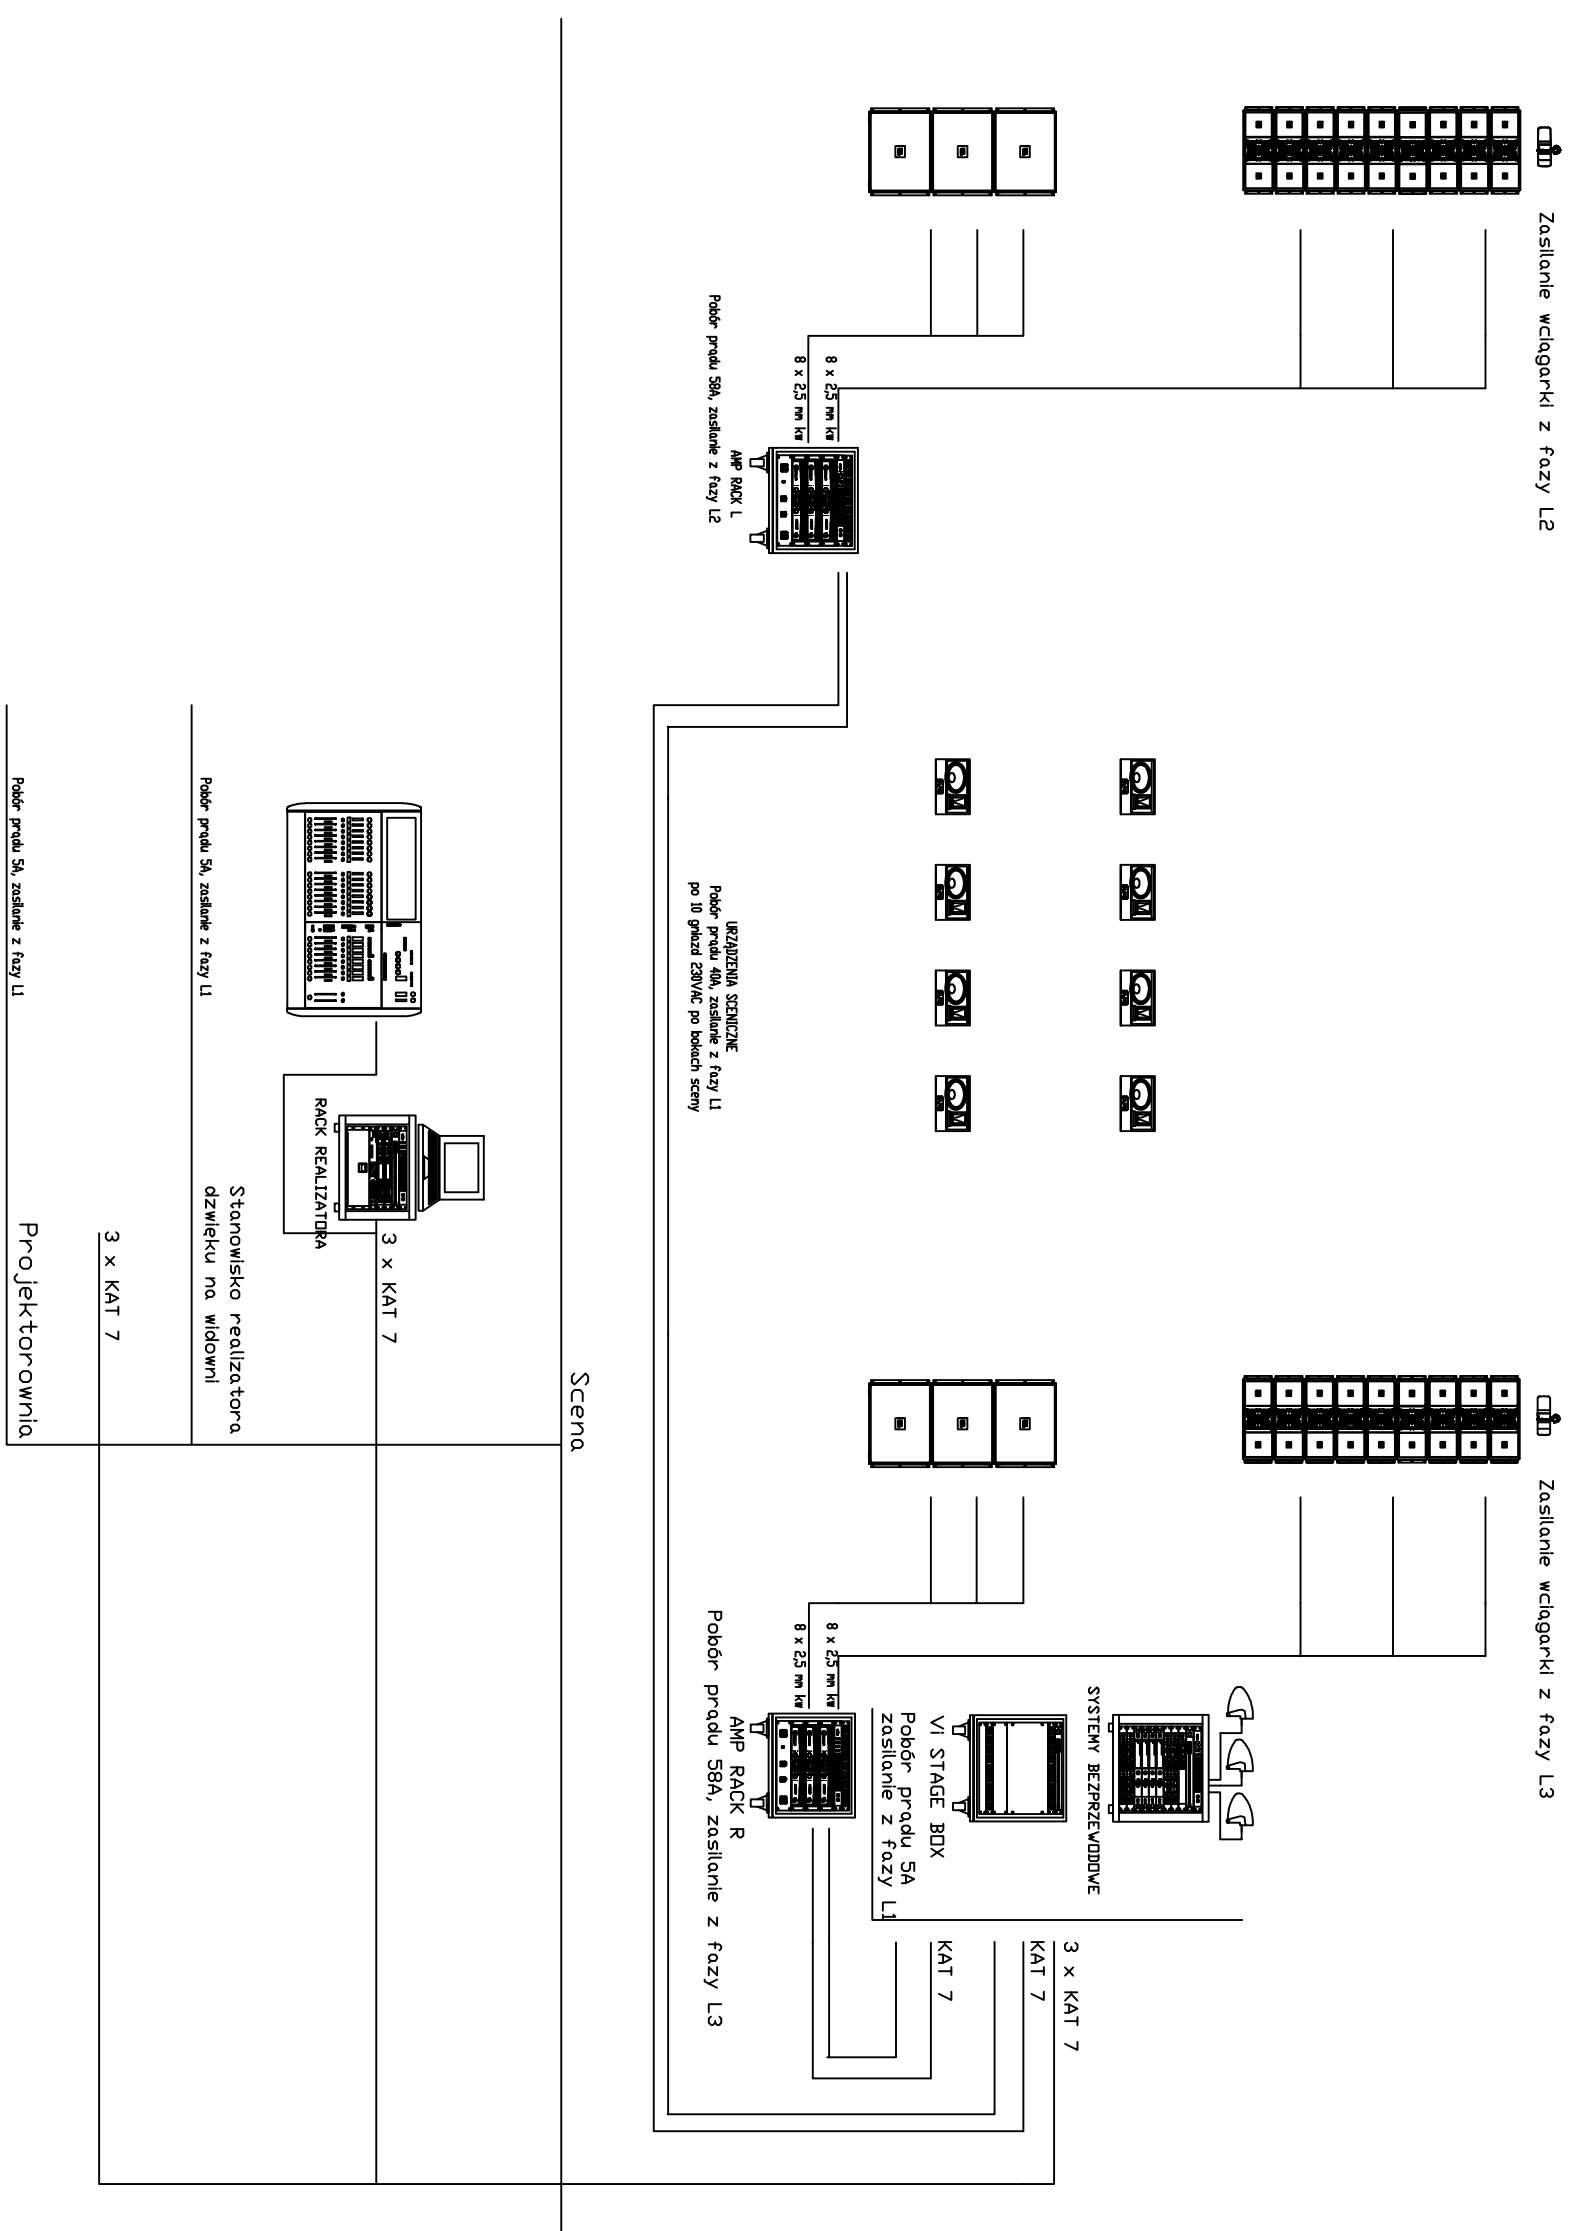 Zasilanie wciągarki z fazy L2
Zasilanie wciągarki z fazy L3
8 x 2,5 mm kw
8 x 2,5 mm kw
AMP RACK L
Pobór prądu 58A, zasilanie z fazy L2
URZĄDZENIA SCENICZNE
Pobór prądu 40A, zasilanie z fazy L1
po 10 gniazd 230VAC po bokach sceny
8 x 2,5 mm kw
8 x 2,5 mm kw
AMP RACK R
Pobór prądu 58A, zasilanie z fazy L3
SYSTEMY BEZPRZEWODOWE
Vi STAGE BOX
Pobór prądu 5A
zasilanie z fazy L1
3 x KAT 7
KAT 7
KAT 7
Scena
RACK REALIZATORA
3 x KAT 7
Stanowisko realizatora
dzwięku na widowni
Pobór prądu 5A, zasilanie z fazy L1
3 x KAT 7
Projektorownia
Pobór prądu 5A, zasilanie z fazy L1